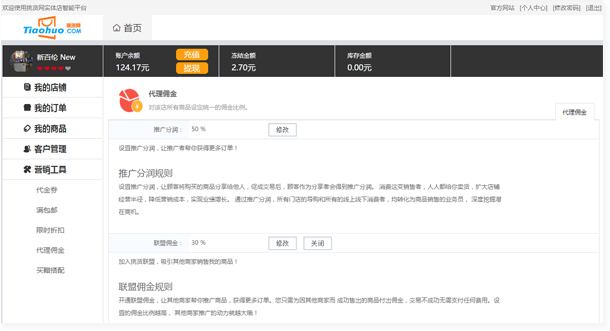 欢迎使用挑货网实体店智能平台
官方网站 [个人中心] [修改密码] [退出]
挑货网
Tiaohuo.COM
首页
新百伦 New
账户余额
124.17元
充值
提现
冻结金额
2.70元
库存金额
0.00元
我的店铺
我的订单
我的商品
客户管理
营销工具
代金券
满包邮
限时折扣
代理佣金
买赠搭配
代理佣金
对该店所有商品设定统一的佣金比例。
代理佣金
推广分润： 50 % 修改
设置推广分润，让推广者帮你获得更多订单！
推广分润规则
设置推广分润，让顾客将购买的商品分享给他人，促成交易后，顾客作为分享者会得到推广分润。 消费这变销售者，人人都给你卖货，扩大店铺
经营半径，降低营销成本，实现业绩增长。 通过推广分润，所有门店的导购和所有的线上线下消费者，均转化为商品销售的业务员， 深度挖掘潜
在商机。
联盟佣金： 30 % 修改 关闭
加入挑货联盟，吸引其他商家销售我的商品！
联盟佣金规则
开通联盟佣金，让其他商家帮你推广商品，获得更多订单。您只需为因其他商家而 成功售出的商品付出佣金，交易不成功无需支付任何费用。设
置的佣金比例越高， 其他商家推广的动力就越大哦！